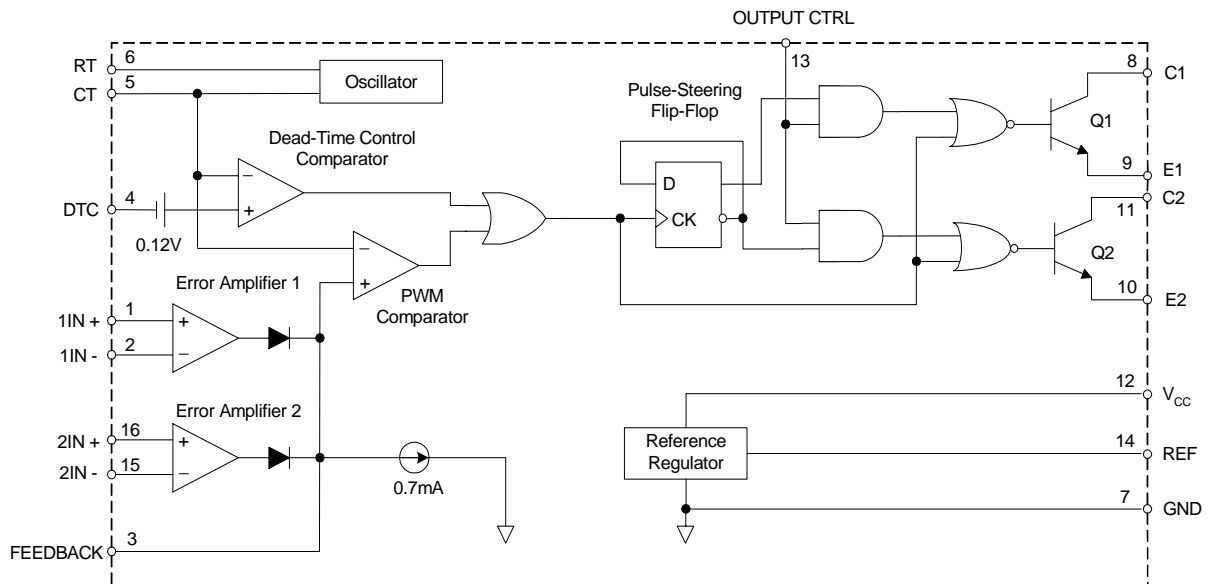 OUTPUT CTRL
13
RT
6
CT
5
Oscillator
Pulse-Steering
Flip-Flop
8
C1
Q1
9
E1
Dead-Time Control
Comparator
−
+
4
DTC
0.12V
D
CK
C2
11
Q2
10
E2
−
+
PWM
Comparator
Error Amplifier 1
1IN +
1
+
1IN -
2
−
12
VCC
Error Amplifier 2
2IN +
16
+
2IN -
15
−
0.7mA
Reference
Regulator
14
REF
7
GND
FEEDBACK
3